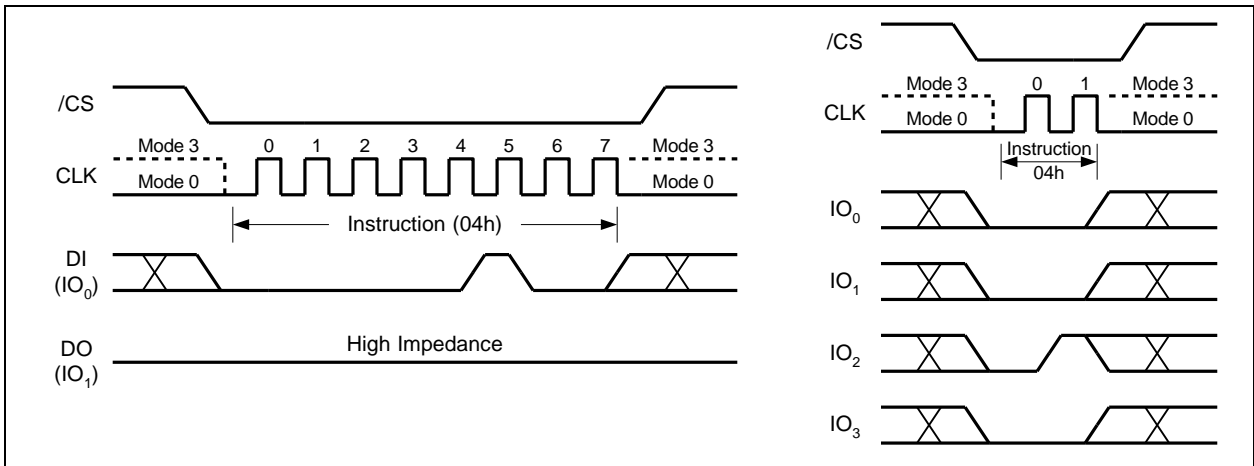 /CS
Mode 3 0 1 2 3 4 5 6 7 Mode 3
CLK
Mode 0 Mode 0
Instruction (04h)
DI
(IO0)
High Impedance
DO
(IO1)
/CS
Mode 3 0 1 Mode 3
CLK
Mode 0 Mode 0
Instruction
04h
IO0
IO1
IO2
IO3